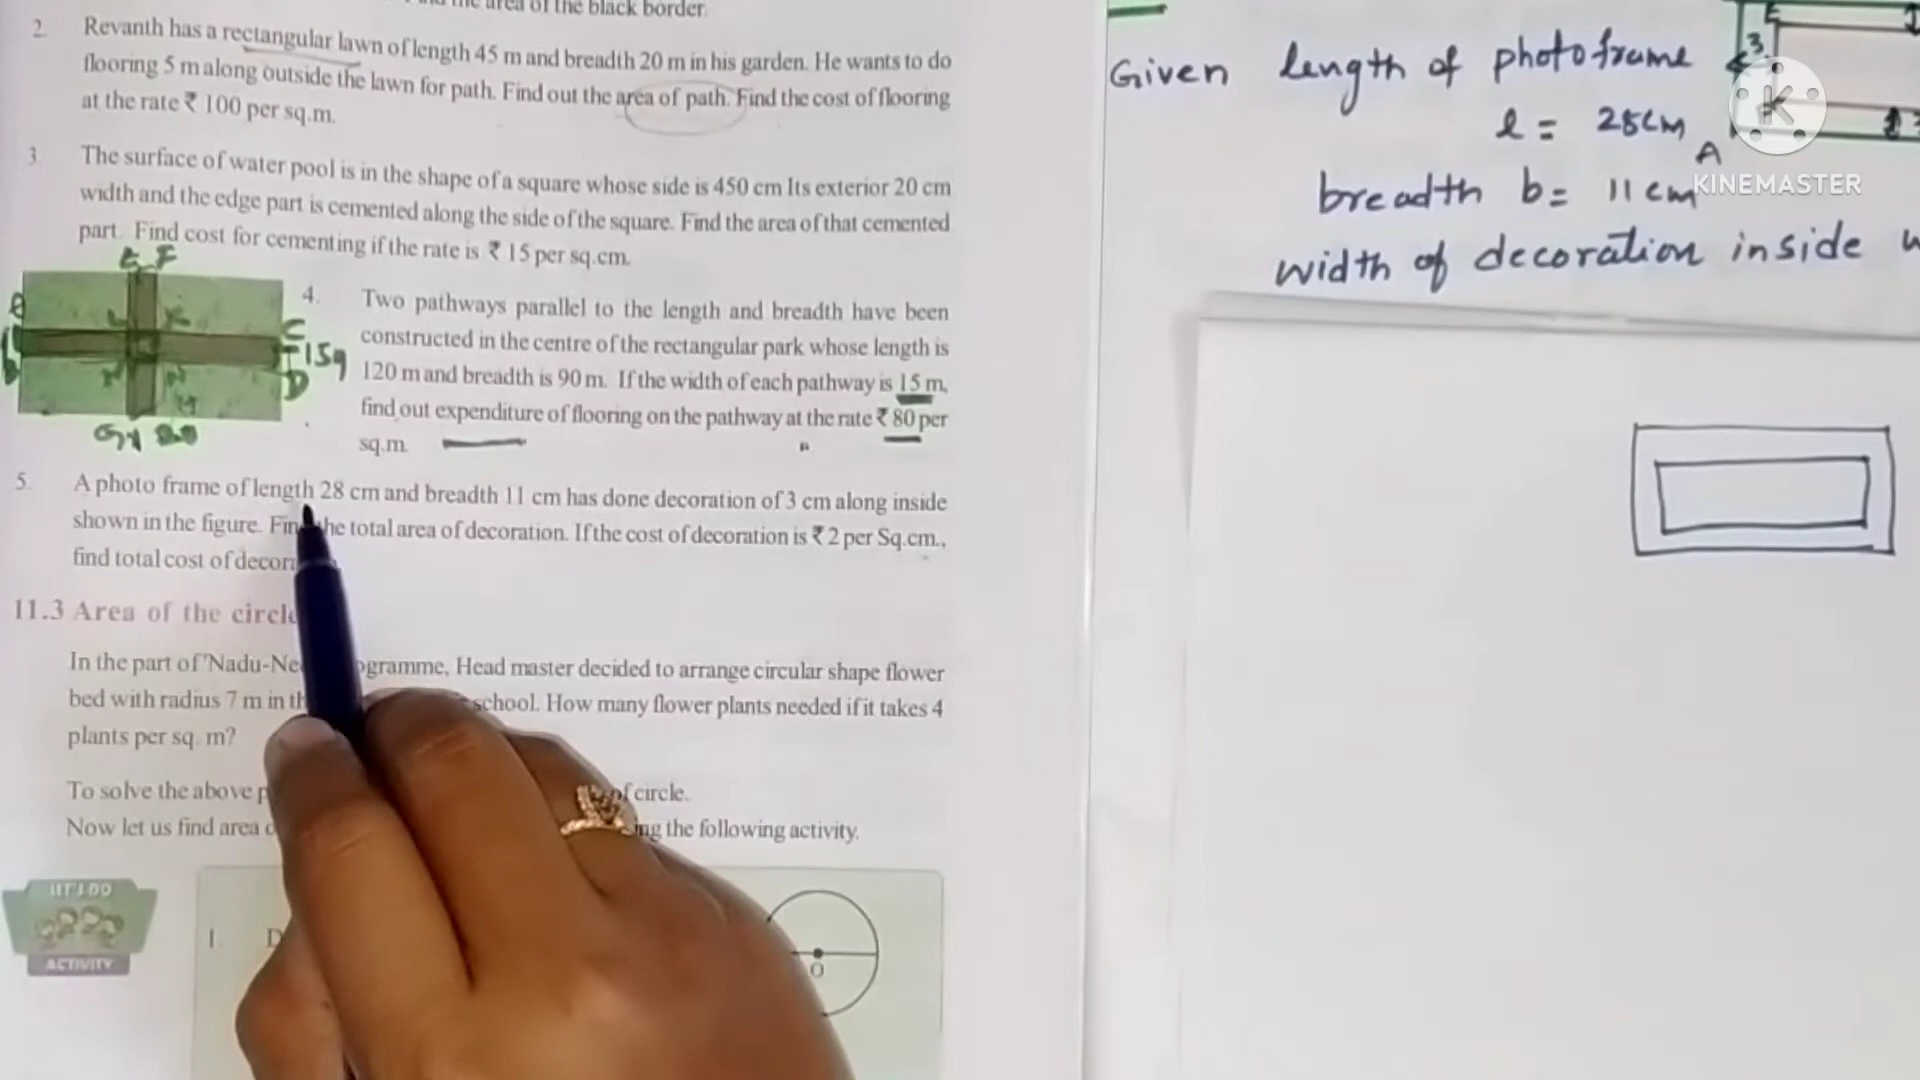 the area of the black border.
2. Revanth has a rectangular lawn of length 45 m and breadth 20 m in his garden. He wants to do
flooring 5 m along outside the lawn for path. Find out the area of path. Find the cost of flooring
at the rate ₹ 100 per sq.m.
3. The surface of water pool is in the shape of a square whose side is 450 cm Its exterior 20 cm
width and the edge part is cemented along the side of the square. Find the area of that cemented
part. Find cost for cementing if the rate is ₹ 15 per sq.cm.
E F
C
D
4. Two pathways parallel to the length and breadth have been
constructed in the centre of the rectangular park whose length is
120 m and breadth is 90 m. If the width of each pathway is 15 m,
find out expenditure of flooring on the pathway at the rate ₹ 80 per
sq.m.
5. A photo frame of length 28 cm and breadth 11 cm has done decoration of 3 cm along inside
shown in the figure. Fin he total area of decoration. If the cost of decoration is ₹ 2 per Sq.cm.,
find total cost of decora
11.3 Area of the circle
In the part of 'Nadu-Ne ogramme, Head master decided to arrange circular shape flower
bed with radius 7 m in th school. How many flower plants needed if it takes 4
plants per sq. m?
To solve the above p of circle.
Now let us find area o ing the following activity.
ACTIVITY
1. D
O
Given length of photoframe
l = 28cm
breadth b = 11 cm
width of decoration inside
3
A
K
KINEMASTER